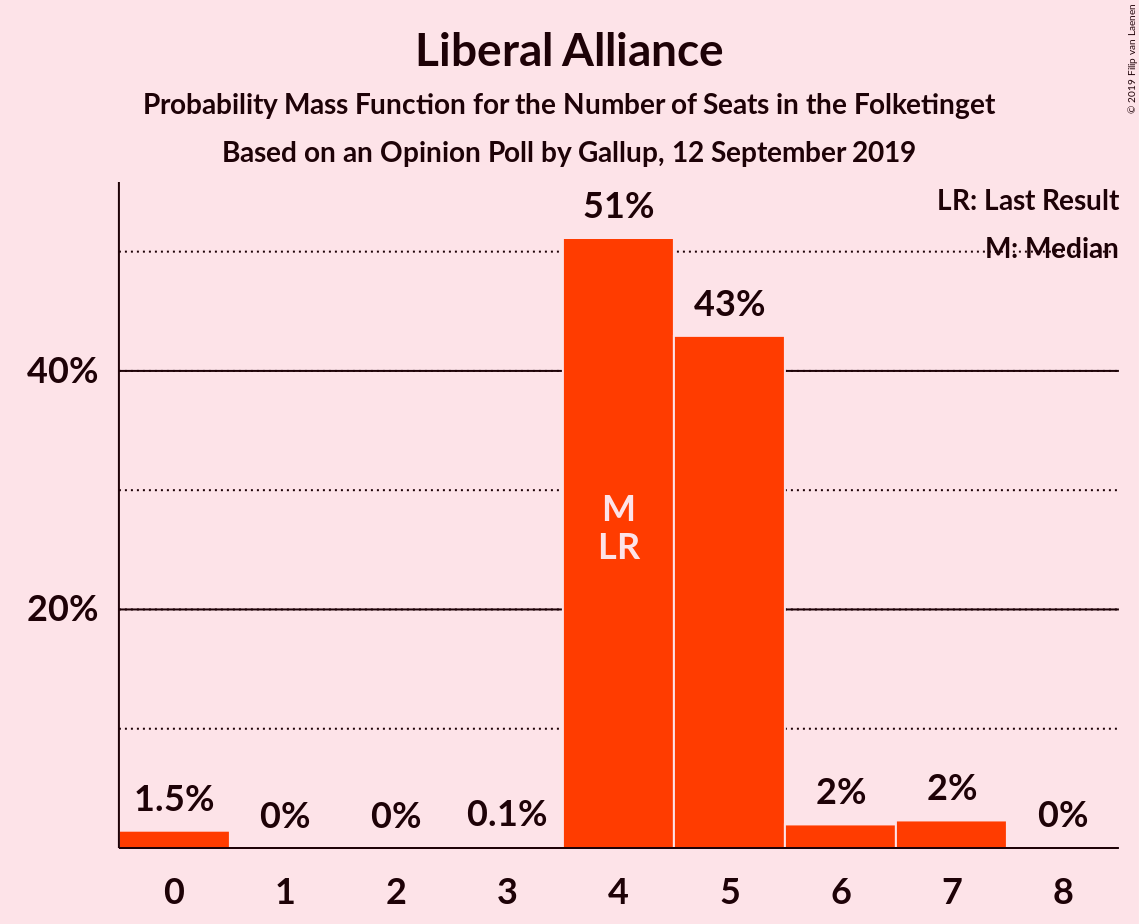 Liberal Alliance
Probability Mass Function for the Number of Seats in the Folketinget
Based on an Opinion Poll by Gallup, 12 September 2019
© 2019 Filip van Laenen
LR: Last Result
M: Median
51%
43%
40%
M
LR
20%
1.5%
0%
0%
0.1%
2%
2%
0%
0 1 2 3 4 5 6 7 8